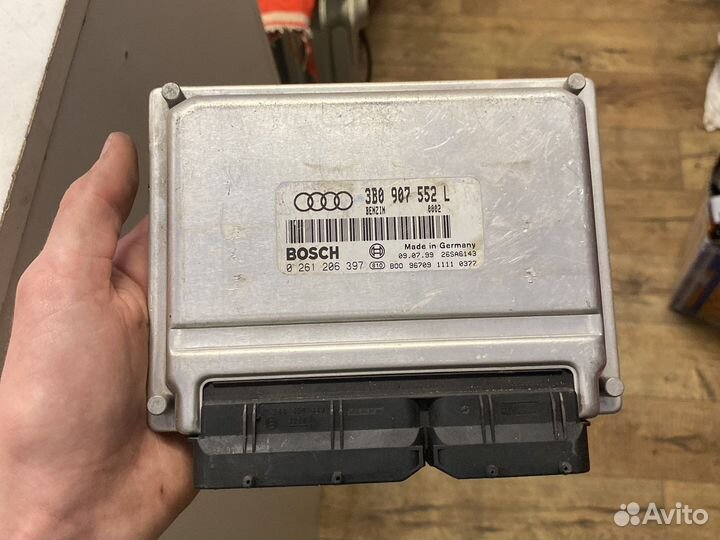 3B0 907 552 L
BENZIN 0002
BOSCH Made in Germany
09.07.99 26SA6143
0 261 206 397 B00 96709 1111 0377
Avito